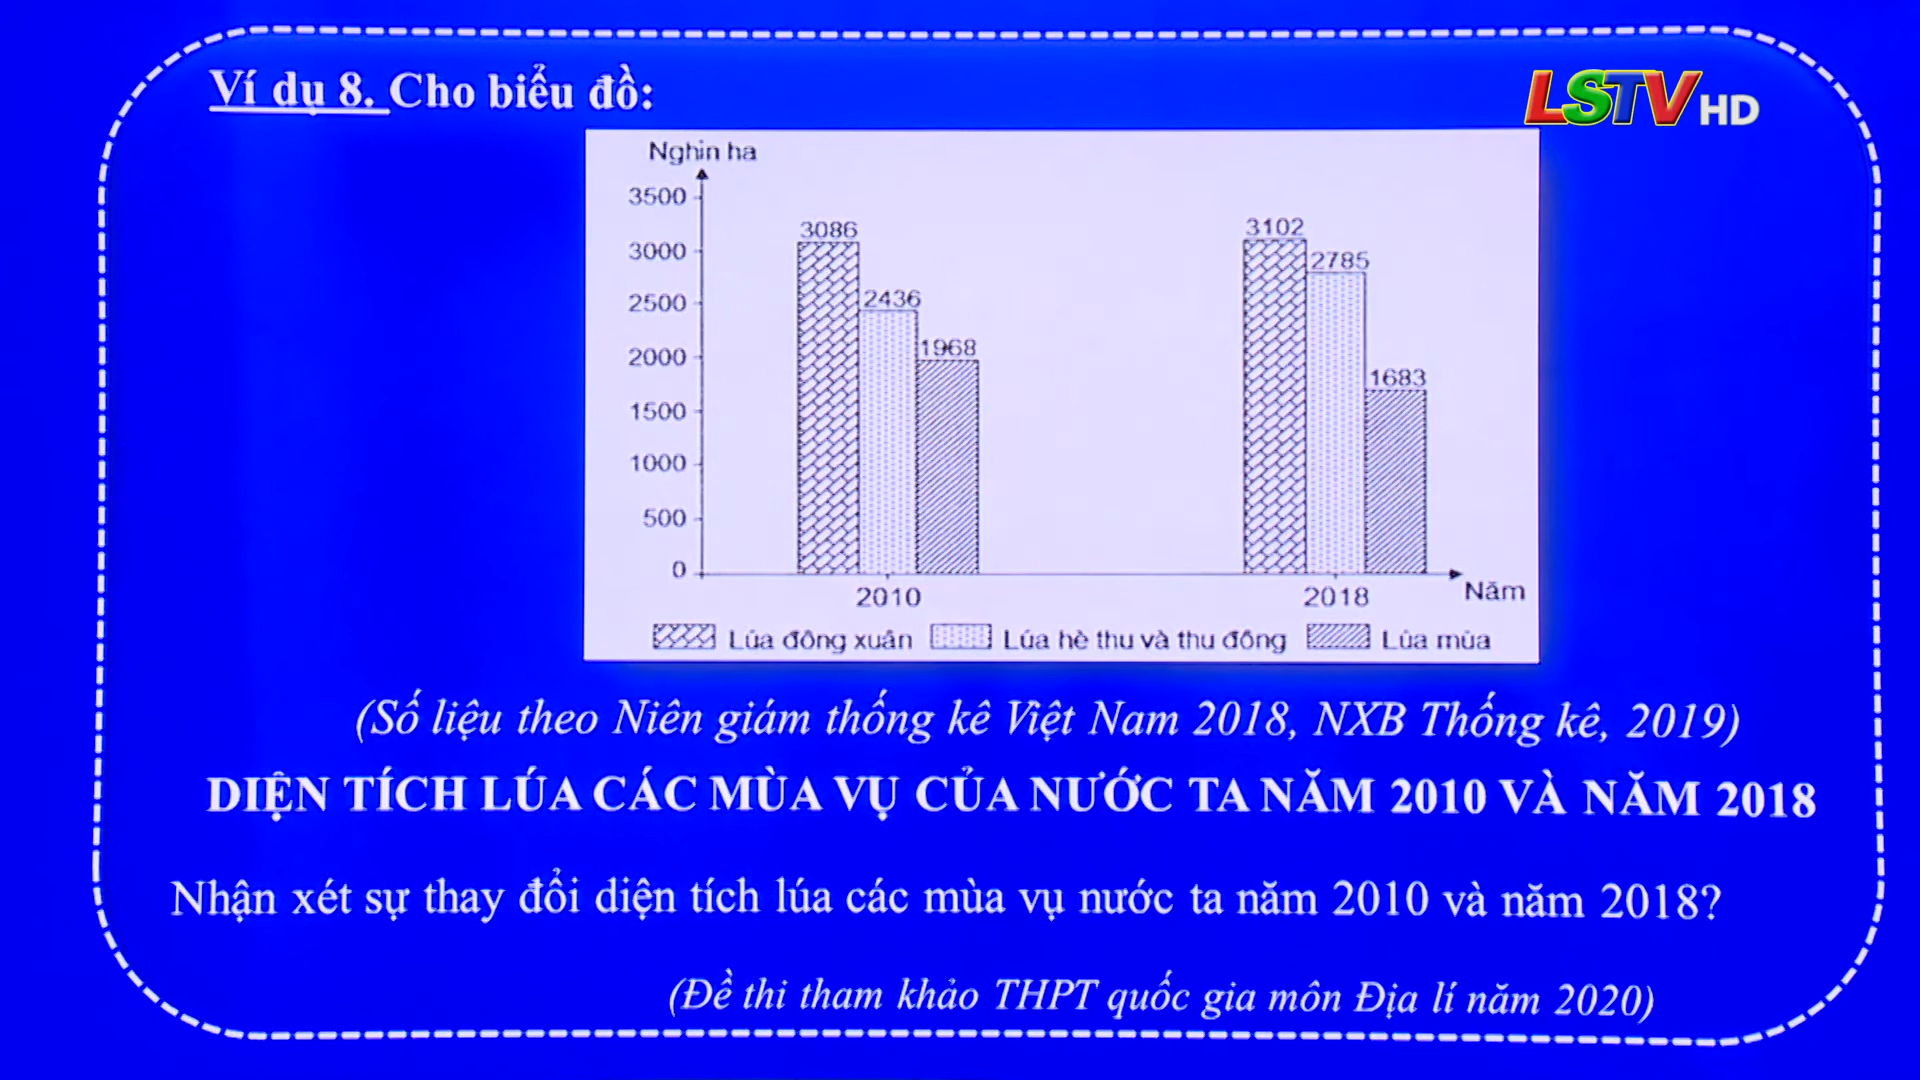 Ví dụ 8. Cho biểu đồ:
LSTV HD
Nghìn ha
3500
3000
2500
2000
1500
1000
500
0
3086
2436
1968
3102
2785
1683
2010
2018
Năm
Lúa đông xuân
Lúa hè thu và thu đông
Lúa mùa
(Số liệu theo Niên giám thống kê Việt Nam 2018, NXB Thống kê, 2019)
DIỆN TÍCH LÚA CÁC MÙA VỤ CỦA NƯỚC TA NĂM 2010 VÀ NĂM 2018
Nhận xét sự thay đổi diện tích lúa các mùa vụ nước ta năm 2010 và năm 2018?
(Đề thi tham khảo THPT quốc gia môn Địa lí năm 2020)